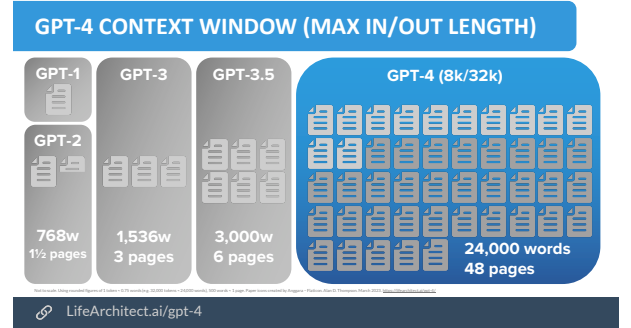 GPT-4 CONTEXT WINDOW (MAX IN/OUT LENGTH)
GPT-1
GPT-2
768w
1½ pages
GPT-3
1,536w
3 pages
GPT-3.5
3,000w
6 pages
GPT-4 (8k/32k)
24,000 words
48 pages
LifeArchitect.ai/gpt-4